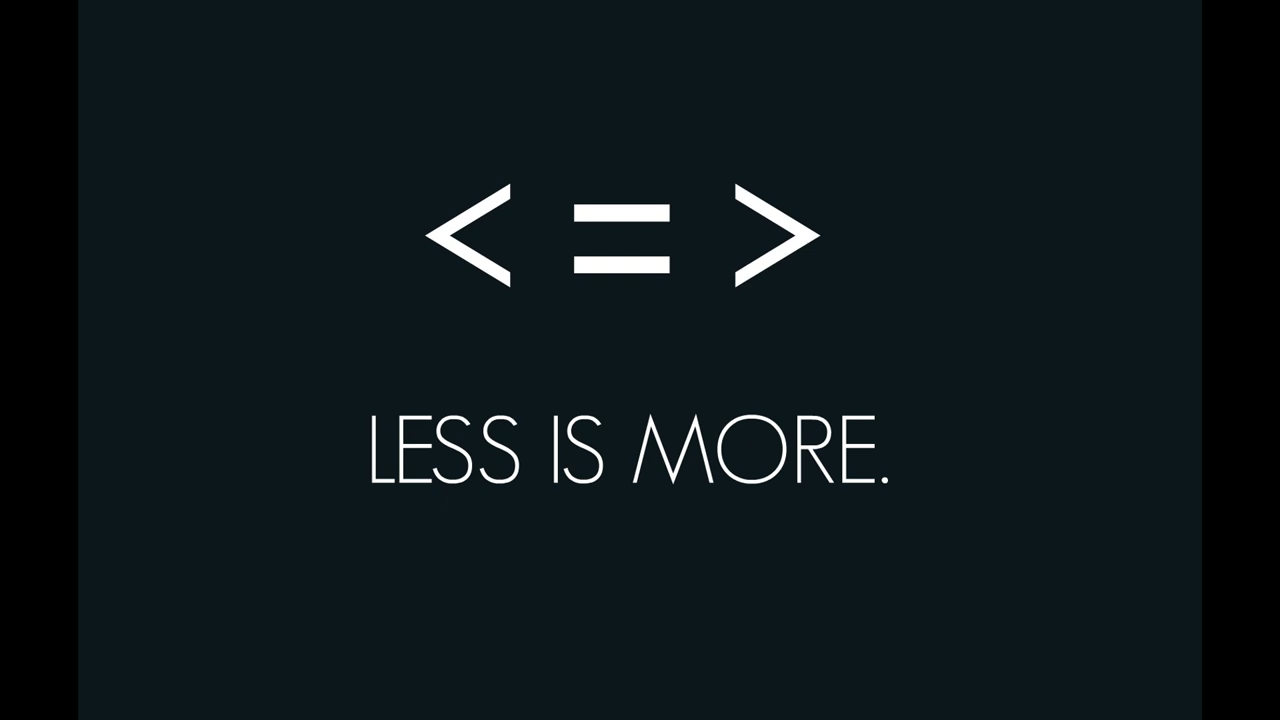 < = >
LESS IS MORE.